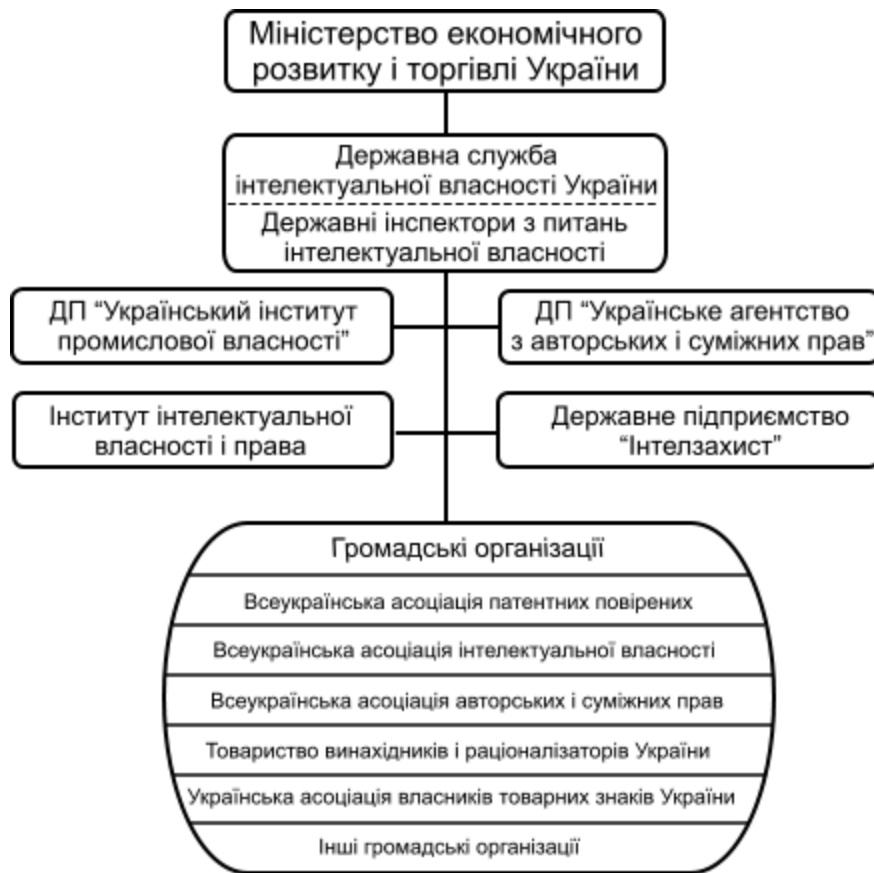 Міністерство економічного
розвитку і торгівлі України
Державна служба
інтелектуальної власності України
Державні інспектори з питань
інтелектуальної власності
ДП “Український інститут
промислової власності”
ДП “Українське агентство
з авторських і суміжних прав”
Інститут інтелектуальної
власності і права
Державне підприємство
“Інтелзахист”
Громадські організації
Всеукраїнська асоціація патентних повірених
Всеукраїнська асоціація інтелектуальної власності
Всеукраїнська асоціація авторських і суміжних прав
Товариство винахідників і раціоналізаторів України
Українська асоціація власників товарних знаків України
Інші громадські організації